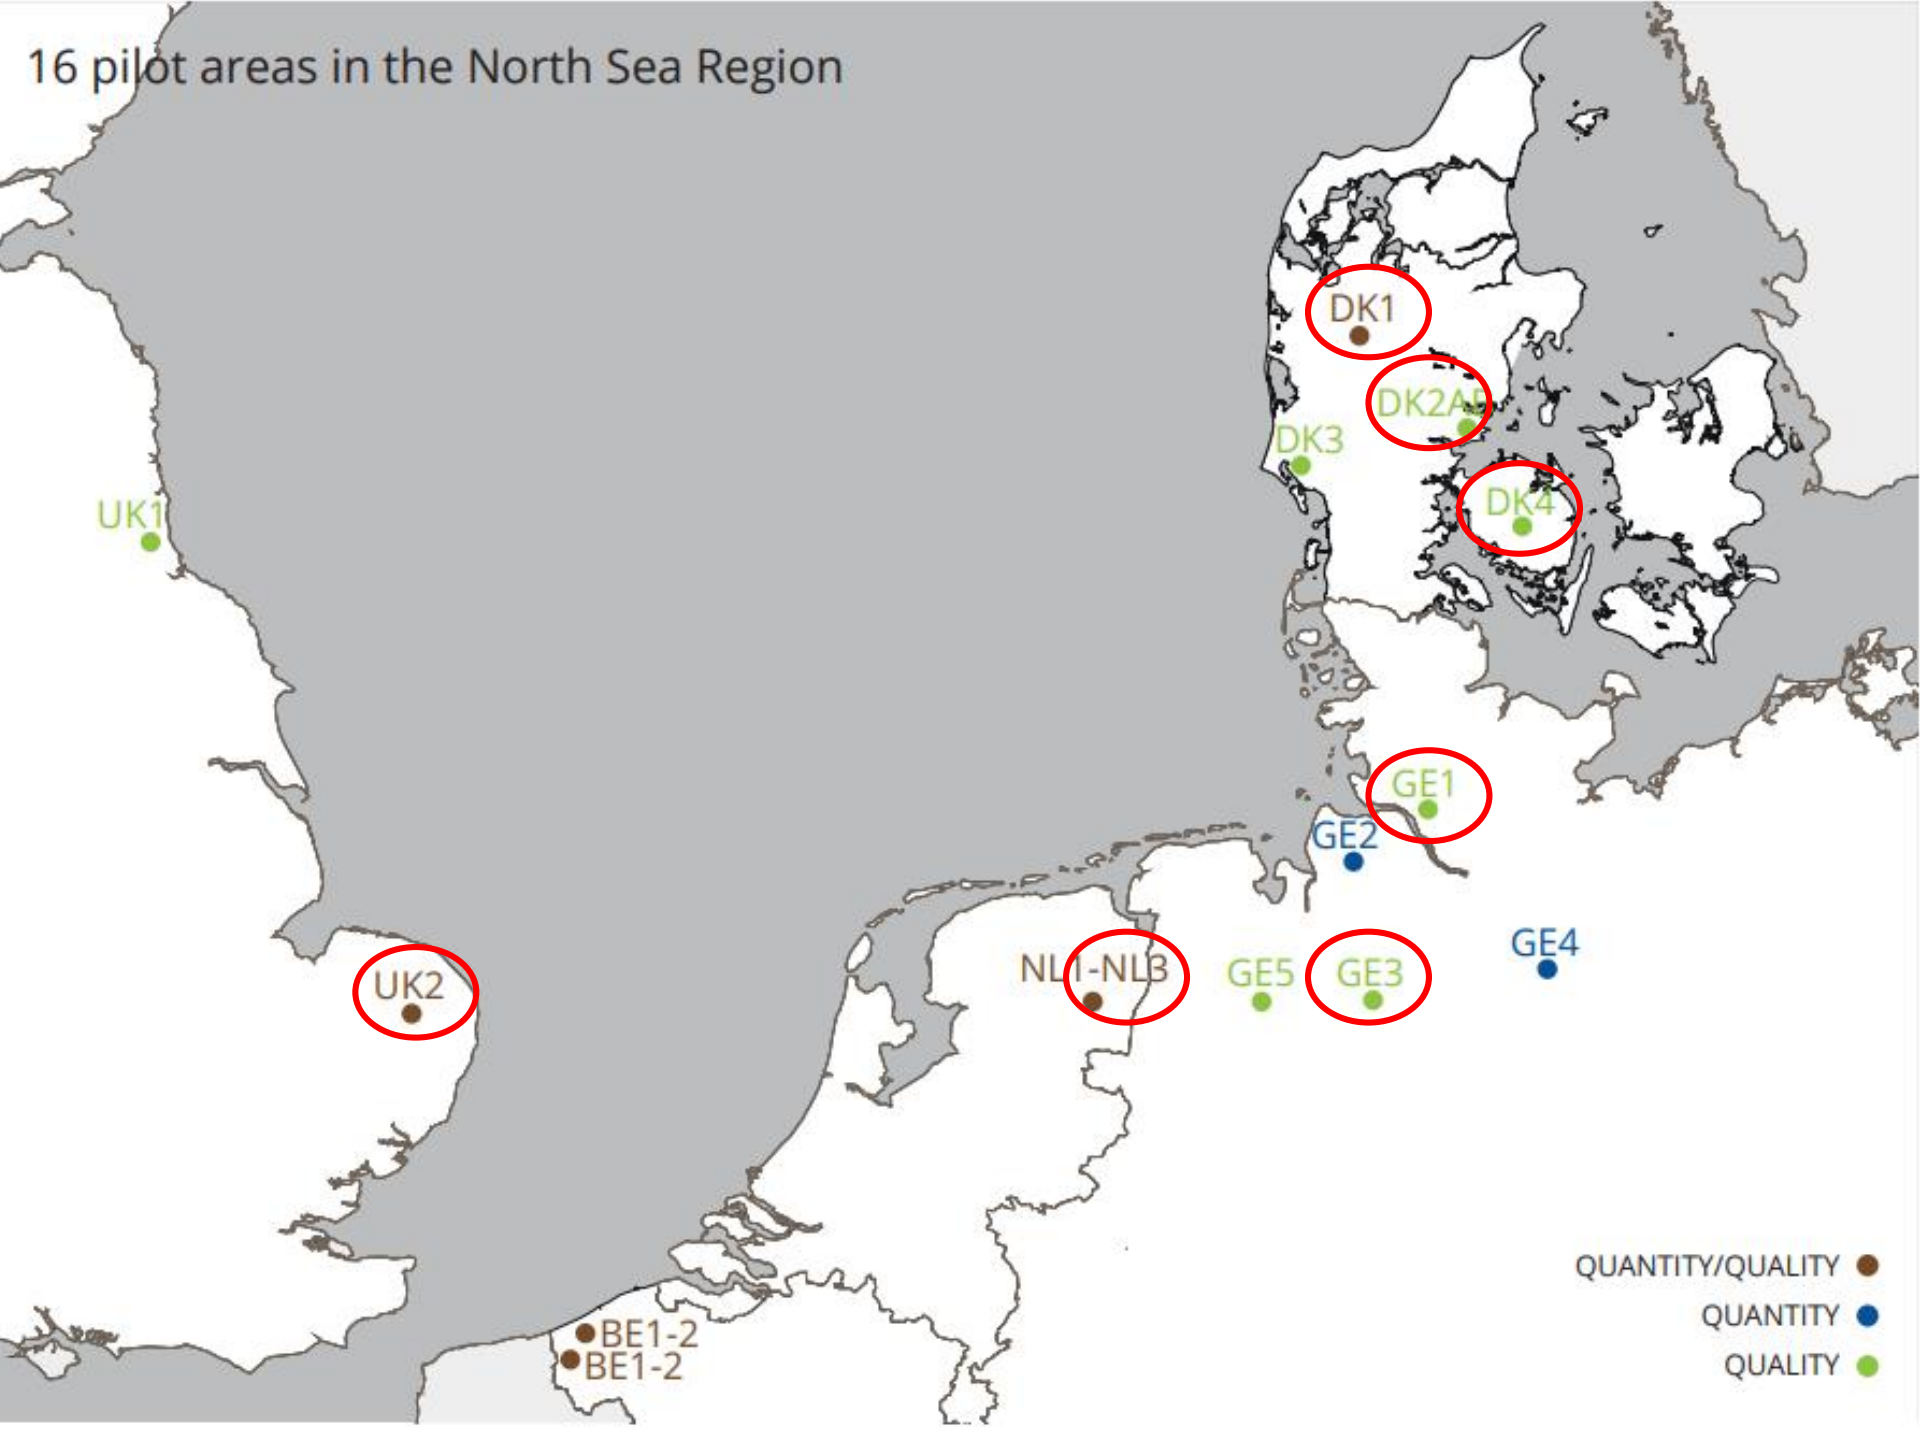 16 pilot areas in the North Sea Region
DK1
DK2AB
DK3
DK4
UK1
GE1
GE2
GE4
UK2
NL1-NL3
GE5
GE3
QUANTITY/QUALITY
QUANTITY
QUALITY
BE1-2
BE1-2